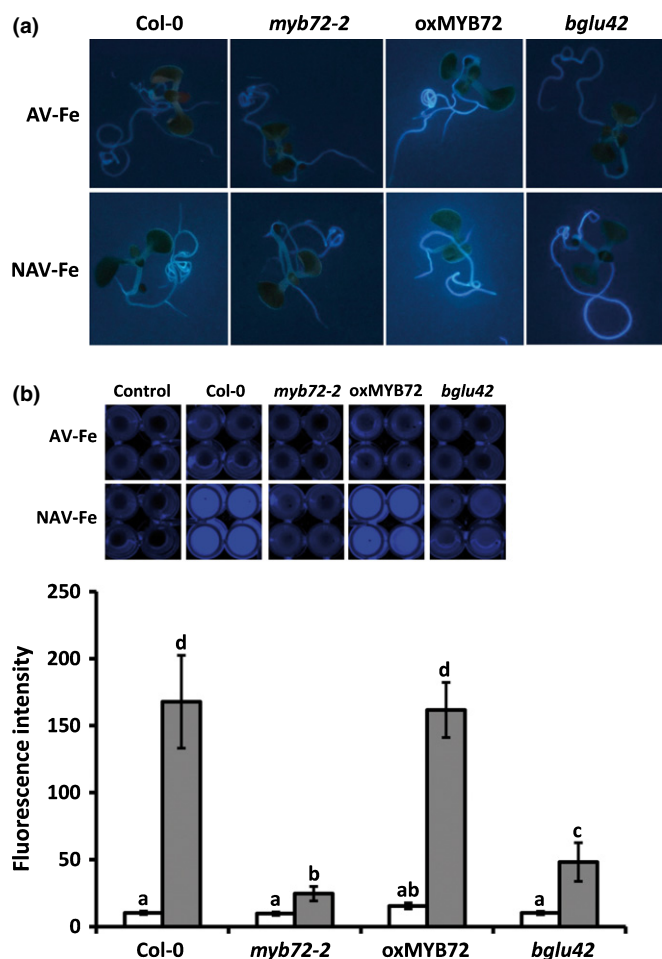 (a)
Col-0 myb72-2 oxMYB72 bglu42
AV-Fe
NAV-Fe
(b)
Control Col-0 myb72-2 oxMYB72 bglu42
AV-Fe
NAV-Fe
Fluorescence intensity
250
200
150
100
50
0
a d a b ab d a c
Col-0 myb72-2 oxMYB72 bglu42